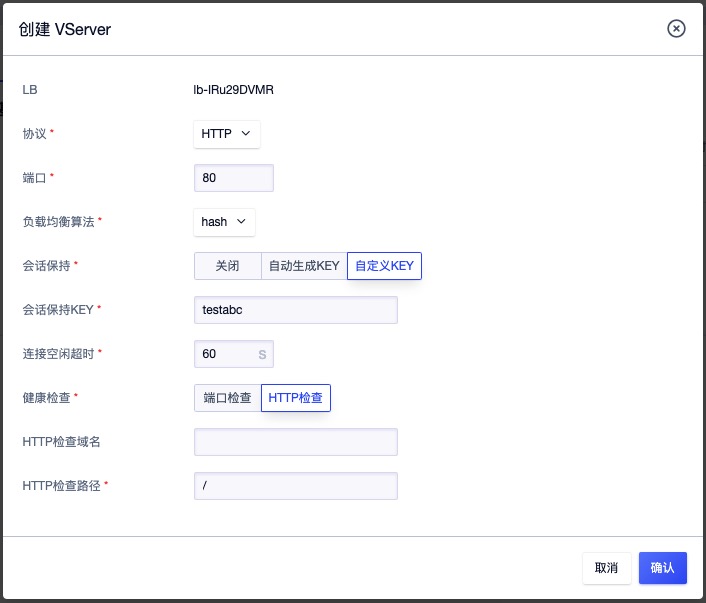 创建 VServer
LB lb-IRu29DVMR
协议 * HTTP
端口 * 80
负载均衡算法 * hash
会话保持 * 关闭 自动生成KEY 自定义KEY
会话保持KEY * testabc
连接空闲超时 * 60 S
健康检查 * 端口检查 HTTP检查
HTTP检查域名
HTTP检查路径 * /
取消 确认